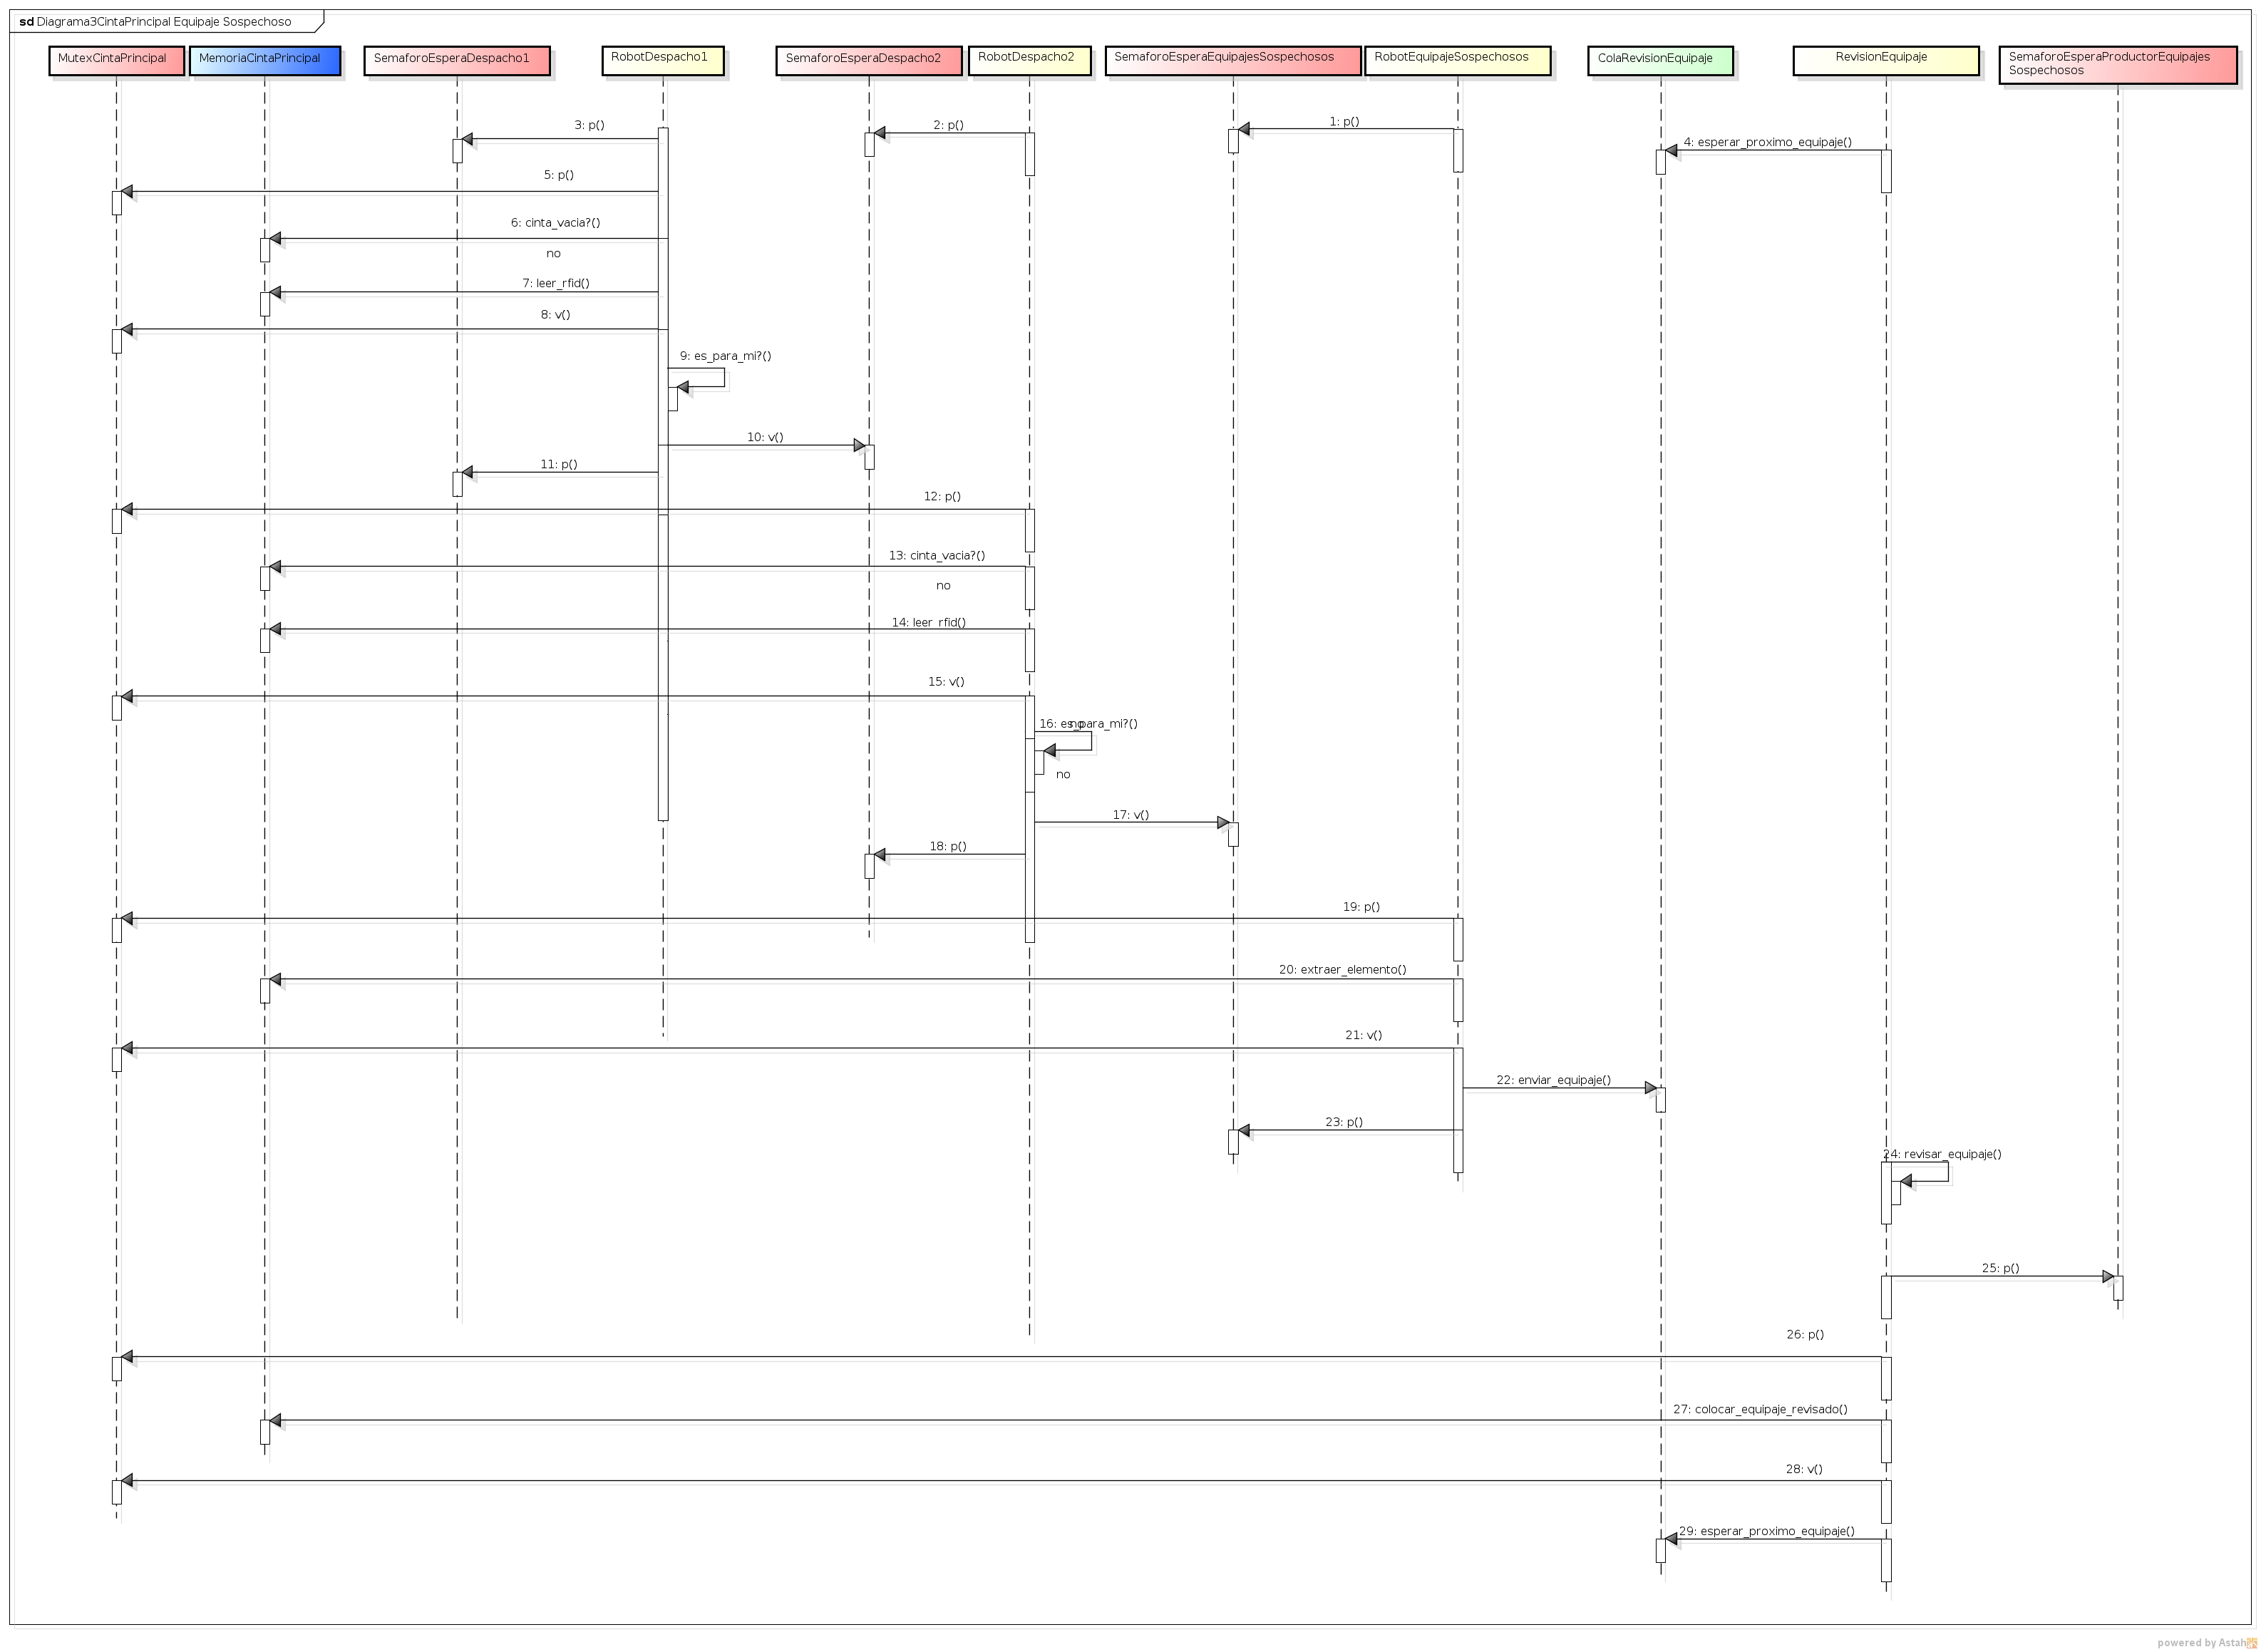 sd Diagrama3CintaPrincipal Equipaje Sospechoso
MutexCintaPrincipal
MemoriaCintaPrincipal
SemaforoEsperaDespacho1
RobotDespacho1
SemaforoEsperaDespacho2
RobotDespacho2
SemaforoEsperaEquipajesSospechosos
RobotEquipajeSospechosos
ColaRevisionEquipaje
RevisionEquipaje
SemaforoEsperaProductorEquipajes
Sospechosos
1: p()
2: p()
3: p()
4: esperar_proximo_equipaje()
5: p()
6: cinta_vacia?()
no
7: leer_rfid()
8: v()
9: es_para_mi?()
10: v()
11: p()
12: p()
13: cinta_vacia?()
no
14: leer_rfid()
15: v()
16: es_para_mi?()
no
no
17: v()
18: p()
19: p()
20: extraer_elemento()
21: v()
22: enviar_equipaje()
23: p()
24: revisar_equipaje()
25: p()
26: p()
27: colocar_equipaje_revisado()
28: v()
29: esperar_proximo_equipaje()
powered by Astah